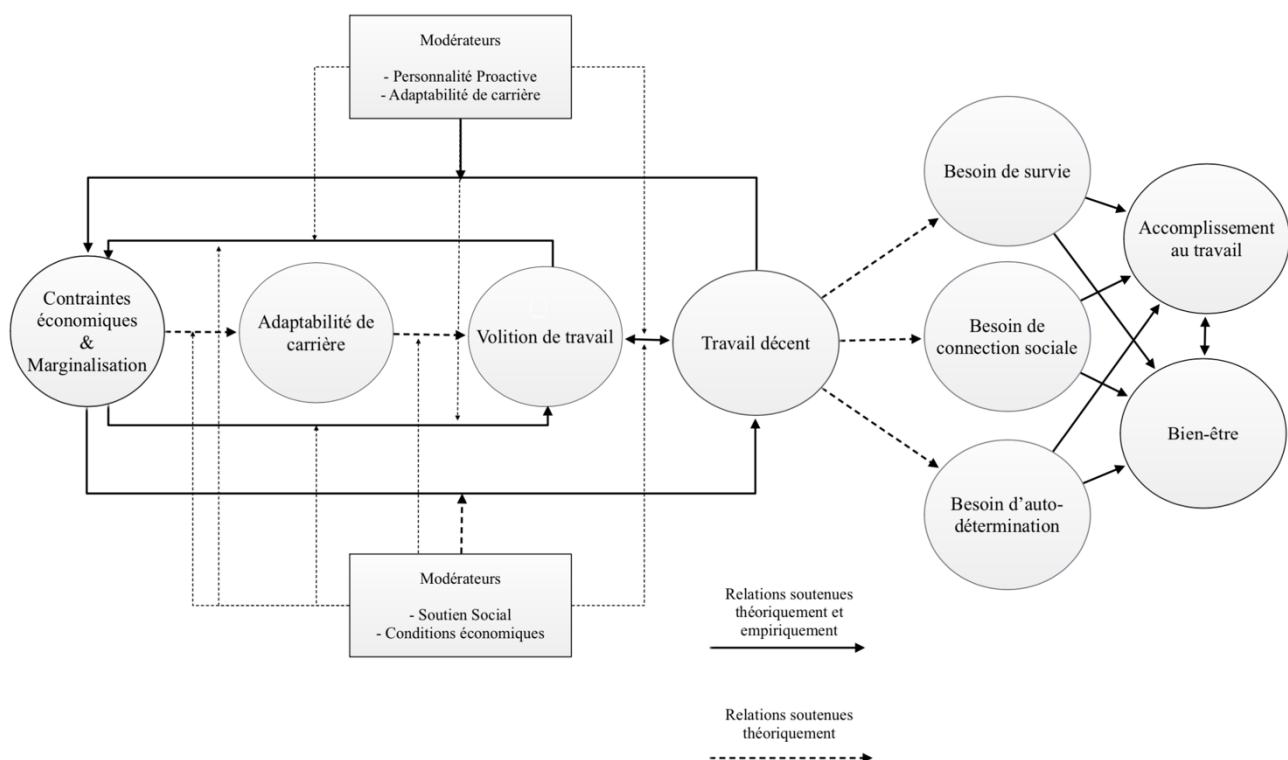 Modérateurs
- Personnalité Proactive
- Adaptabilité de carrière
Contraintes
économiques
&
Marginalisation
Adaptabilité de
carrière
Volition de travail
Travail décent
Besoin de survie
Besoin de
connection sociale
Besoin d'auto-
détermination
Accomplissement
au travail
Bien-être
Modérateurs
- Soutien Social
- Conditions économiques
Relations soutenues
théoriquement et
empiriquement
Relations soutenues
théoriquement